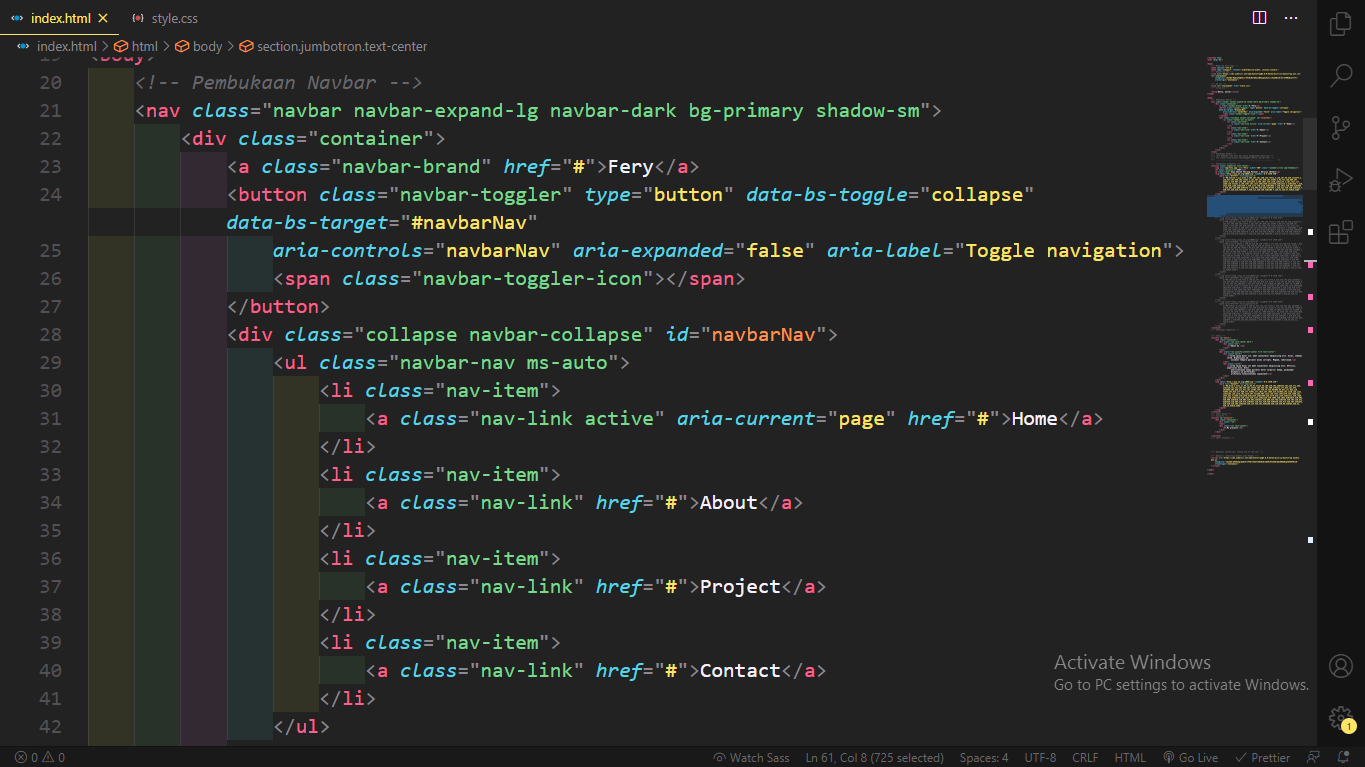 index.html
style.css
index.html > html > body > section.jumbotron.text-center
19 <body>
20 <!-- Pembukaan Navbar -->
21 <nav class="navbar navbar-expand-lg navbar-dark bg-primary shadow-sm">
22 <div class="container">
23 <a class="navbar-brand" href="#">Fery</a>
24 <button class="navbar-toggler" type="button" data-bs-toggle="collapse"
data-bs-target="#navbarNav"
25 aria-controls="navbarNav" aria-expanded="false" aria-label="Toggle navigation">
26 <span class="navbar-toggler-icon"></span>
27 </button>
28 <div class="collapse navbar-collapse" id="navbarNav">
29 <ul class="navbar-nav ms-auto">
30 <li class="nav-item">
31 <a class="nav-link active" aria-current="page" href="#">Home</a>
32 </li>
33 <li class="nav-item">
34 <a class="nav-link" href="#">About</a>
35 </li>
36 <li class="nav-item">
37 <a class="nav-link" href="#">Project</a>
38 </li>
39 <li class="nav-item">
40 <a class="nav-link" href="#">Contact</a>
41 </li>
42 </ul>
Activate Windows
Go to PC settings to activate Windows.
1
0 0 Watch Sass Ln 61, Col 8 (725 selected) Spaces: 4 UTF-8 CRLF HTML Go Live Prettier